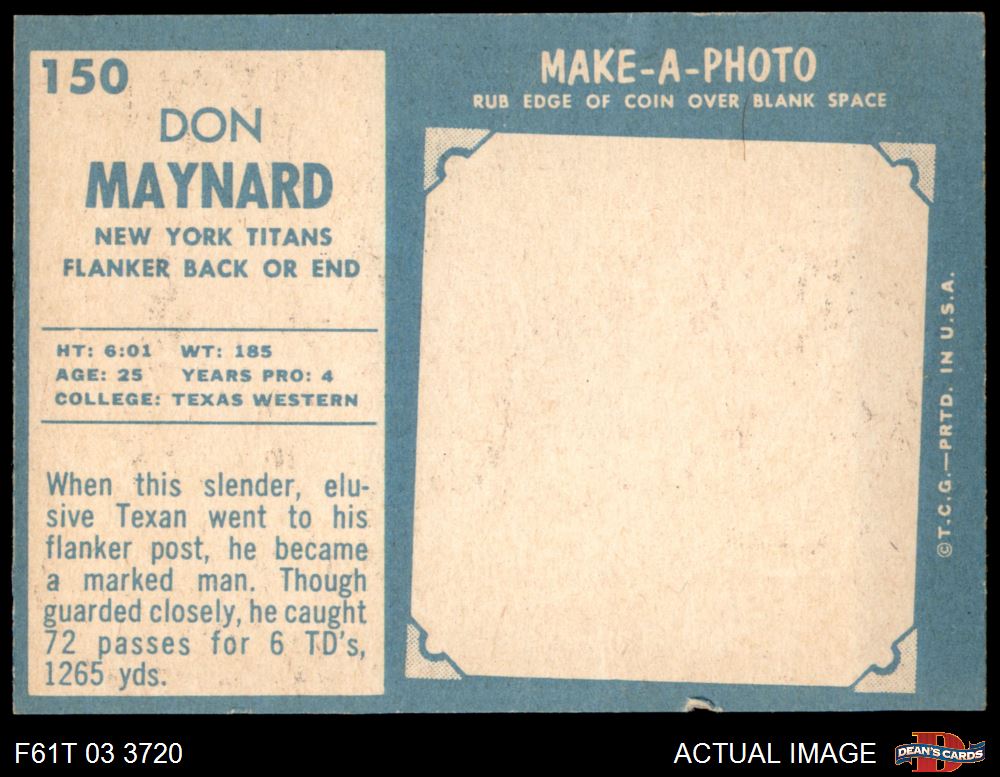 150
DON
MAYNARD
NEW YORK TITANS
FLANKER BACK OR END
HT: 6:01 WT: 185
AGE: 25 YEARS PRO: 4
COLLEGE: TEXAS WESTERN
When this slender, elu-
sive Texan went to his
flanker post, he became
a marked man. Though
guarded closely, he caught
72 passes for 6 TD's,
1265 yds.
MAKE-A-PHOTO
RUB EDGE OF COIN OVER BLANK SPACE
©T.C.G.—PRTD. IN U.S.A.
F61T 03 3720
ACTUAL IMAGE
DEAN'S CARDS